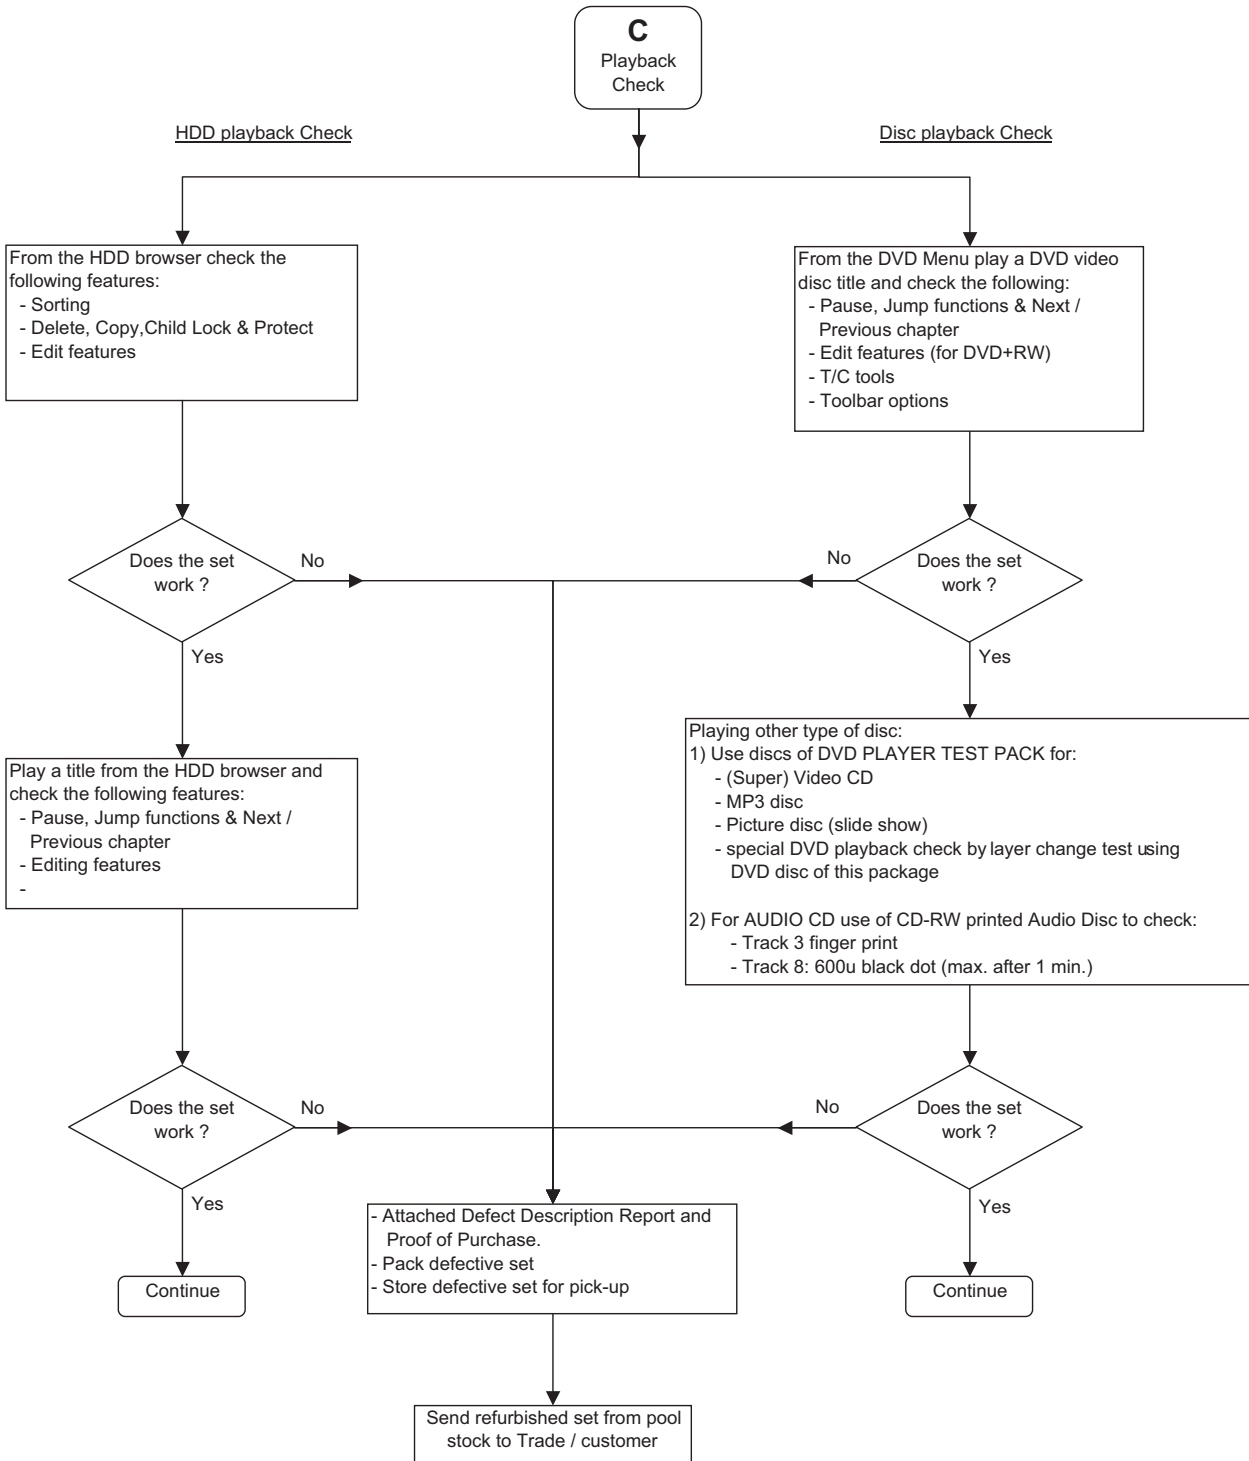 C
Playback
Check
HDD playback Check
Disc playback Check
From the HDD browser check the
following features:
- Sorting
- Delete, Copy,Child Lock & Protect
- Edit features
From the DVD Menu play a DVD video
disc title and check the following:
- Pause, Jump functions & Next /
Previous chapter
- Edit features (for DVD+RW)
- T/C tools
- Toolbar options
Does the set
work ?
No
Yes
No
Does the set
work ?
Yes
Play a title from the HDD browser and
check the following features:
- Pause, Jump functions & Next /
Previous chapter
- Editing features
-
Playing other type of disc:
1) Use discs of DVD PLAYER TEST PACK for:
- (Super) Video CD
- MP3 disc
- Picture disc (slide show)
- special DVD playback check by layer change test using
DVD disc of this package
2) For AUDIO CD use of CD-RW printed Audio Disc to check:
- Track 3 finger print
- Track 8: 600u black dot (max. after 1 min.)
Does the set
work ?
No
Yes
No
Does the set
work ?
Yes
Continue
- Attached Defect Description Report and
Proof of Purchase.
- Pack defective set
- Store defective set for pick-up
Continue
Send refurbished set from pool
stock to Trade / customer